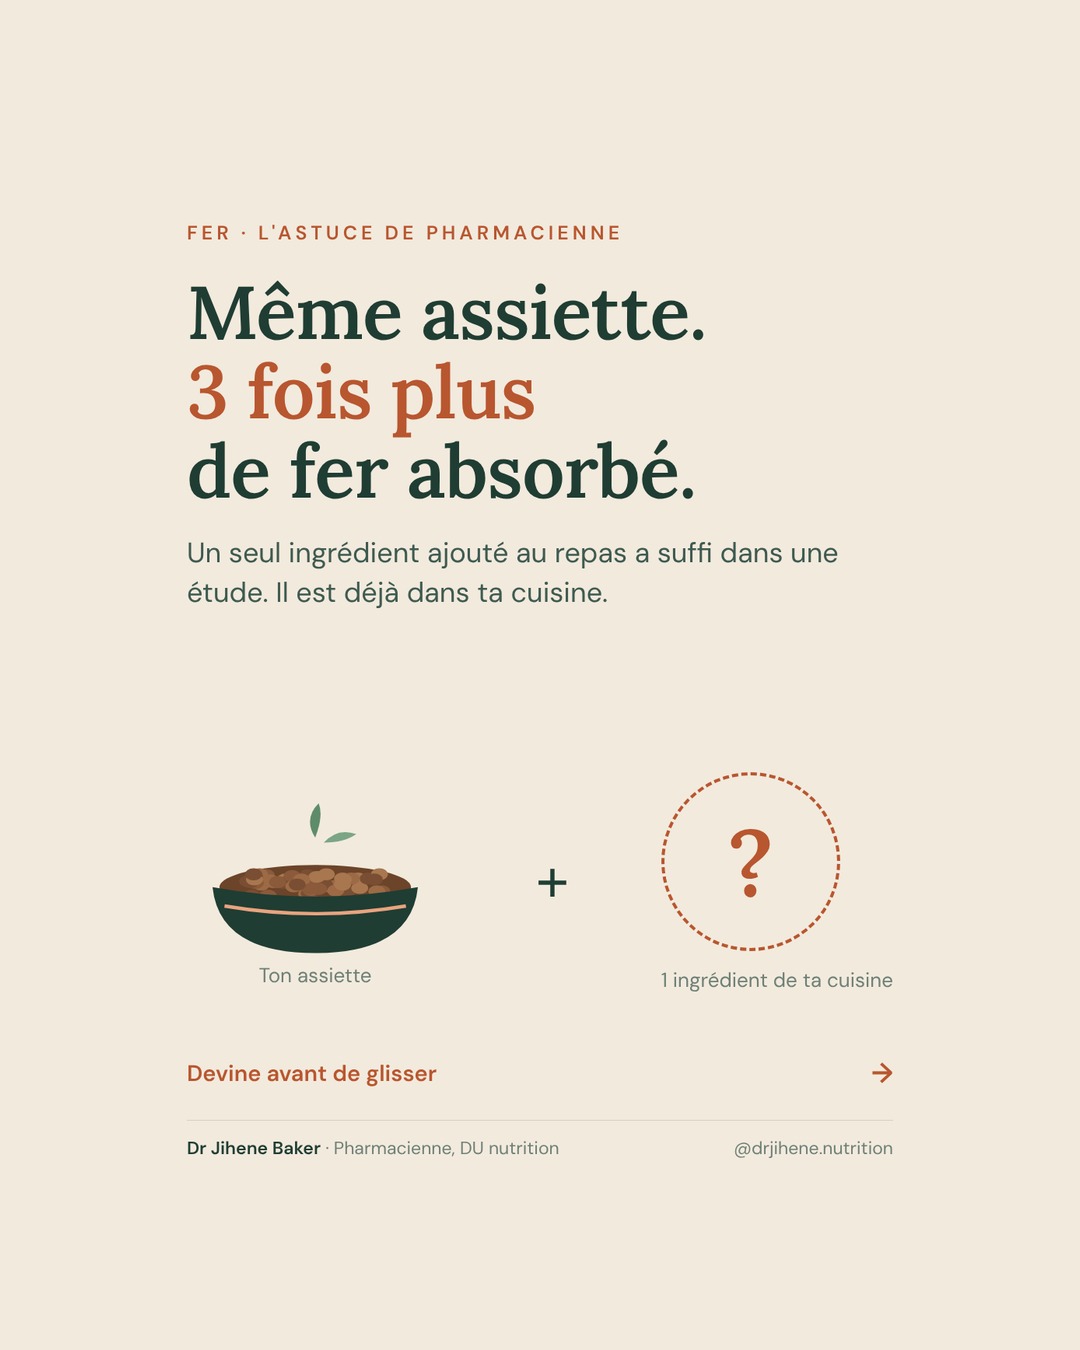 FER · L'ASTUCE DE PHARMACIENNE
Même assiette.
3 fois plus
de fer absorbé.
Un seul ingrédient ajouté au repas a suffi dans une
étude. Il est déjà dans ta cuisine.
+
?
Ton assiette
1 ingrédient de ta cuisine
Devine avant de glisser →
Dr Jihene Baker · Pharmacienne, DU nutrition
@drjihene.nutrition